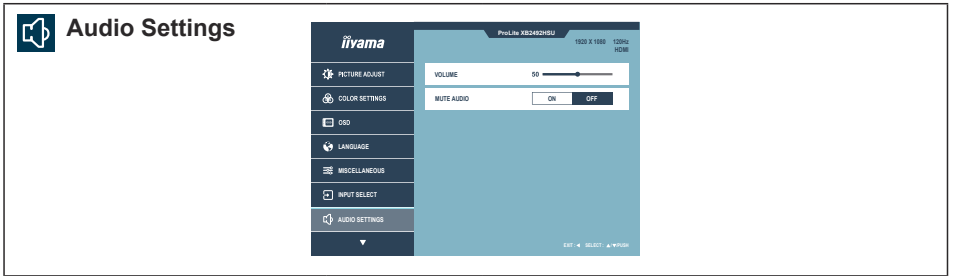 Audio Settings
iiyama
ProLite XB2492HSU
1920 X 1080 120Hz
HDMI
PICTURE ADJUST
COLOR SETTINGS
OSD
LANGUAGE
MISCELLANEOUS
INPUT SELECT
AUDIO SETTINGS
▼
VOLUME 50
MUTE AUDIO ON OFF
EXIT : ◀ SELECT : ▲/▼/PUSH